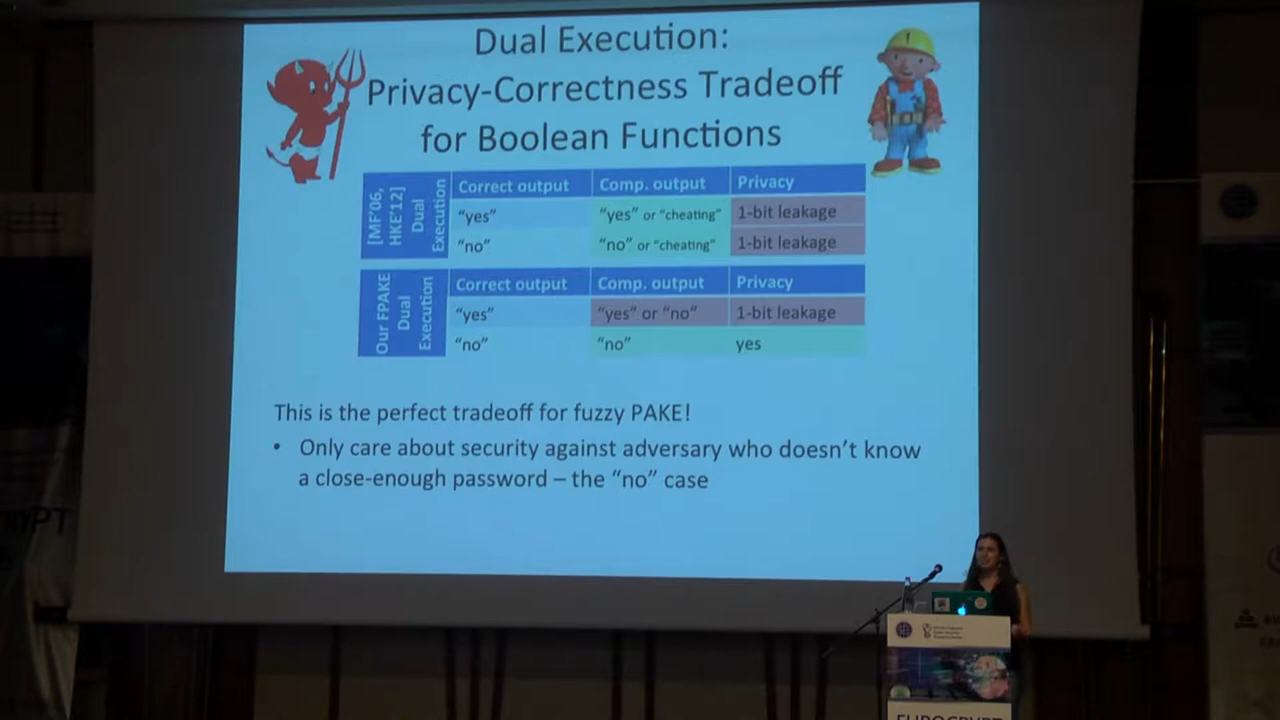 Dual Execution:
Privacy-Correctness Tradeoff
for Boolean Functions
[MF'06,
HKE'12]
Dual
Execution
Correct output
Comp. output
Privacy
"yes"
"yes" or "cheating"
1-bit leakage
"no"
"no" or "cheating"
1-bit leakage
Our FPAKE
Dual
Execution
Correct output
Comp. output
Privacy
"yes"
"yes" or "no"
1-bit leakage
"no"
"no"
yes
This is the perfect tradeoff for fuzzy PAKE!
• Only care about security against adversary who doesn't know
a close-enough password – the "no" case
EUROCRYPT